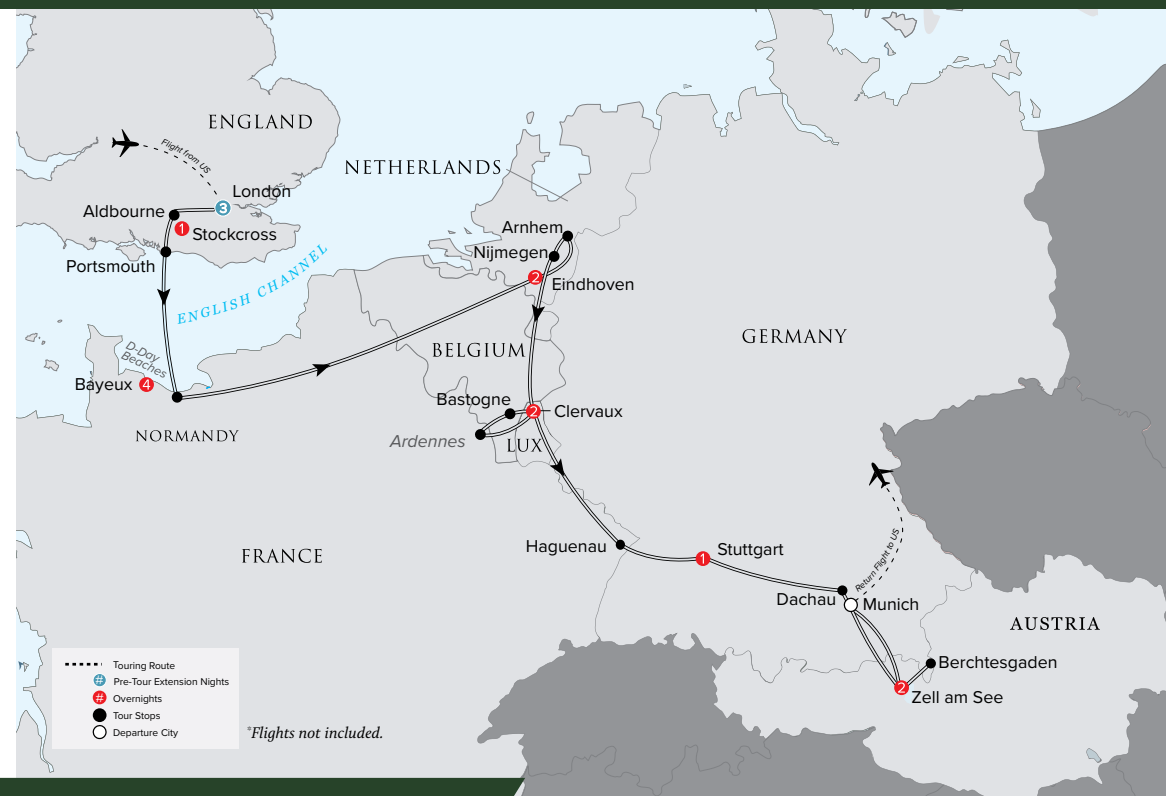 ENGLAND
Flight from US
NETHERLANDS
London
3
Aldbourne
1
Stockcross
Arnhem
Nijmegen
Portsmouth
ENGLISH CHANNEL
2
Eindhoven
GERMANY
D-Day
Beaches
BELGIUM
Bayeux
4
Bastogne
2
Clervaux
NORMANDY
Ardennes
LUX
Return Flight to US
Haguenau
Stuttgart
1
FRANCE
Dachau
Munich
AUSTRIA
Berchtesgaden
2
Zell am See
Touring Route
# Pre-Tour Extension Nights
# Overnights
Tour Stops
Departure City
*Flights not included.